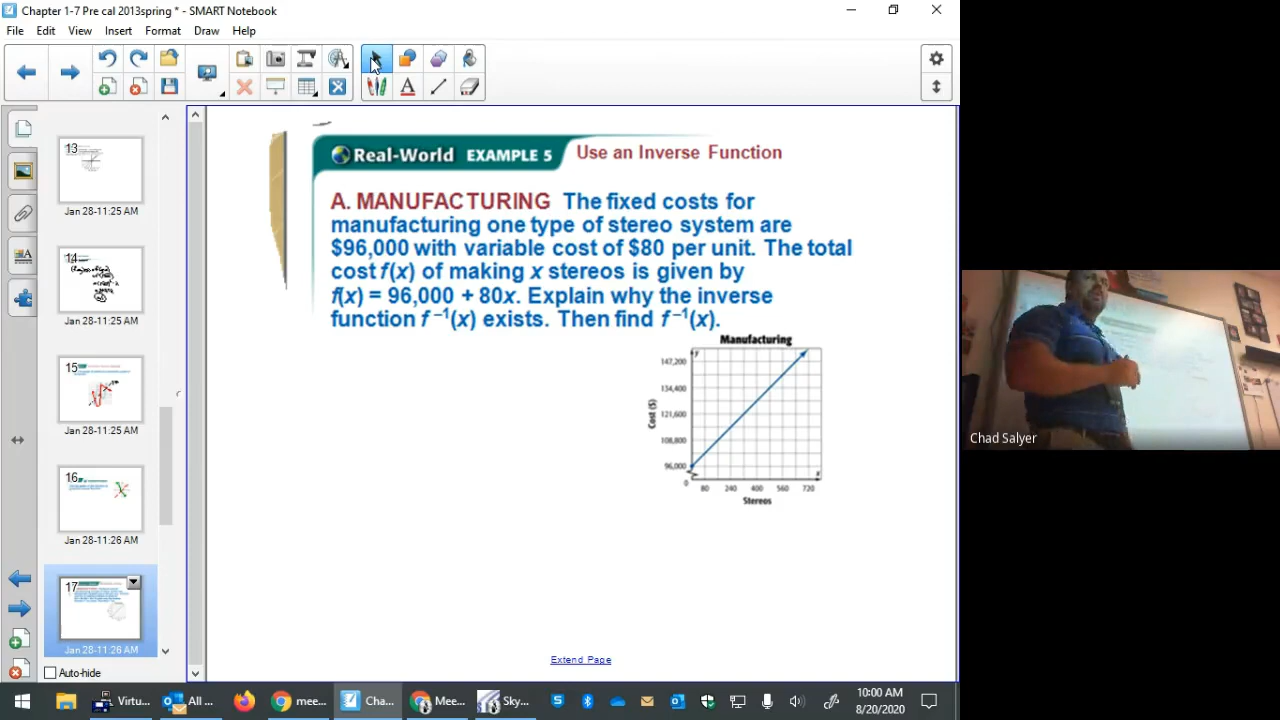 Chapter 1-7 Pre cal 2013spring * - SMART Notebook
File Edit View Insert Format Draw Help
13
Jan 28-11:25 AM
14
Jan 28-11:25 AM
15
Jan 28-11:25 AM
16
Jan 28-11:26 AM
17
Jan 28-11:26 AM
Auto-hide
Real-World EXAMPLE 5 Use an Inverse Function
A. MANUFACTURING The fixed costs for
manufacturing one type of stereo system are
$96,000 with variable cost of $80 per unit. The total
cost f(x) of making x stereos is given by
f(x) = 96,000 + 80x. Explain why the inverse
function f⁻¹(x) exists. Then find f⁻¹(x).
Manufacturing
y
147,200
134,400
121,600
108,800
96,000
Cost ($)
0 80 240 400 560 720
x
Stereos
Extend Page
Chad Salyer
Virtu... All ... mee... Cha... Mee... Sky...
10:00 AM
8/20/2020